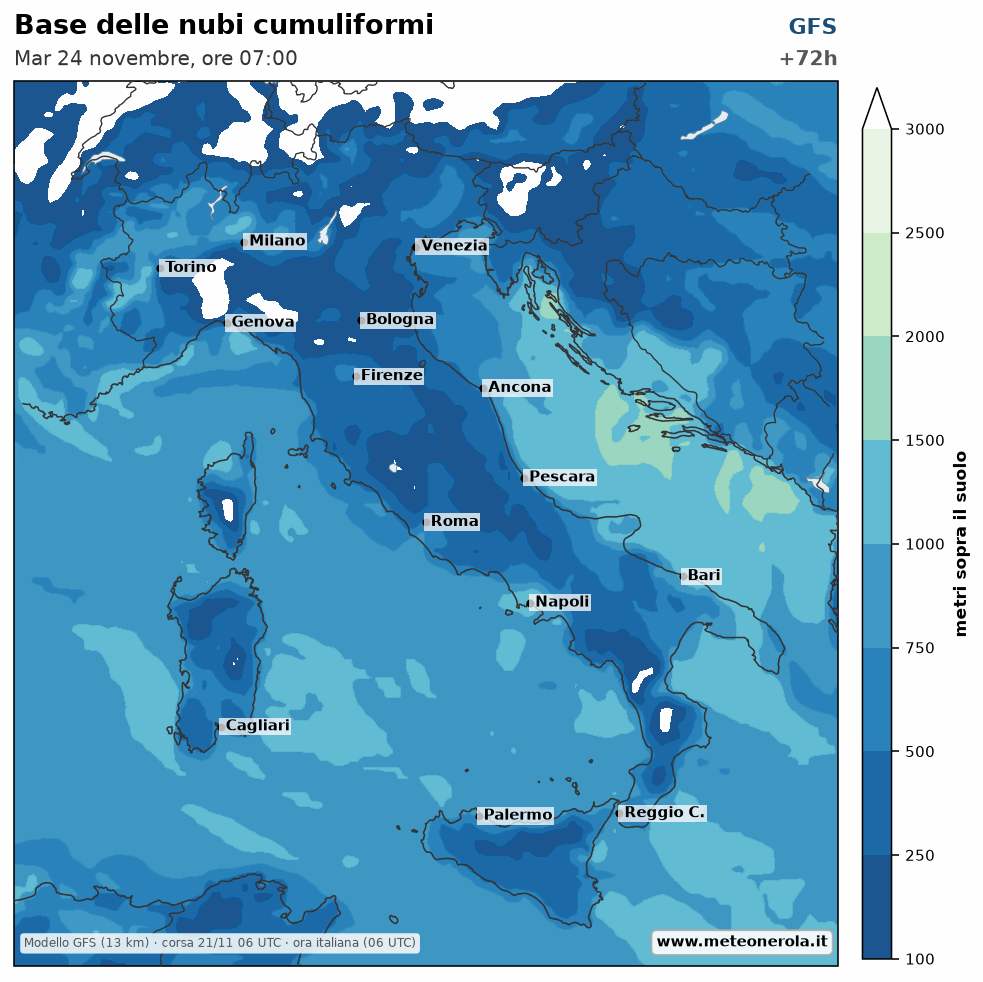 Base delle nubi cumuliformi
GFS
Mar 24 novembre, ore 07:00
+72h
3000
2500
2000
1500
1000
750
500
250
100
metri sopra il suolo
Milano
Venezia
Torino
Genova
Bologna
Firenze
Ancona
Pescara
Roma
Bari
Napoli
Cagliari
Palermo
Reggio C.
Modello GFS (13 km) · corsa 21/11 06 UTC · ora italiana (06 UTC)
www.meteonerola.it